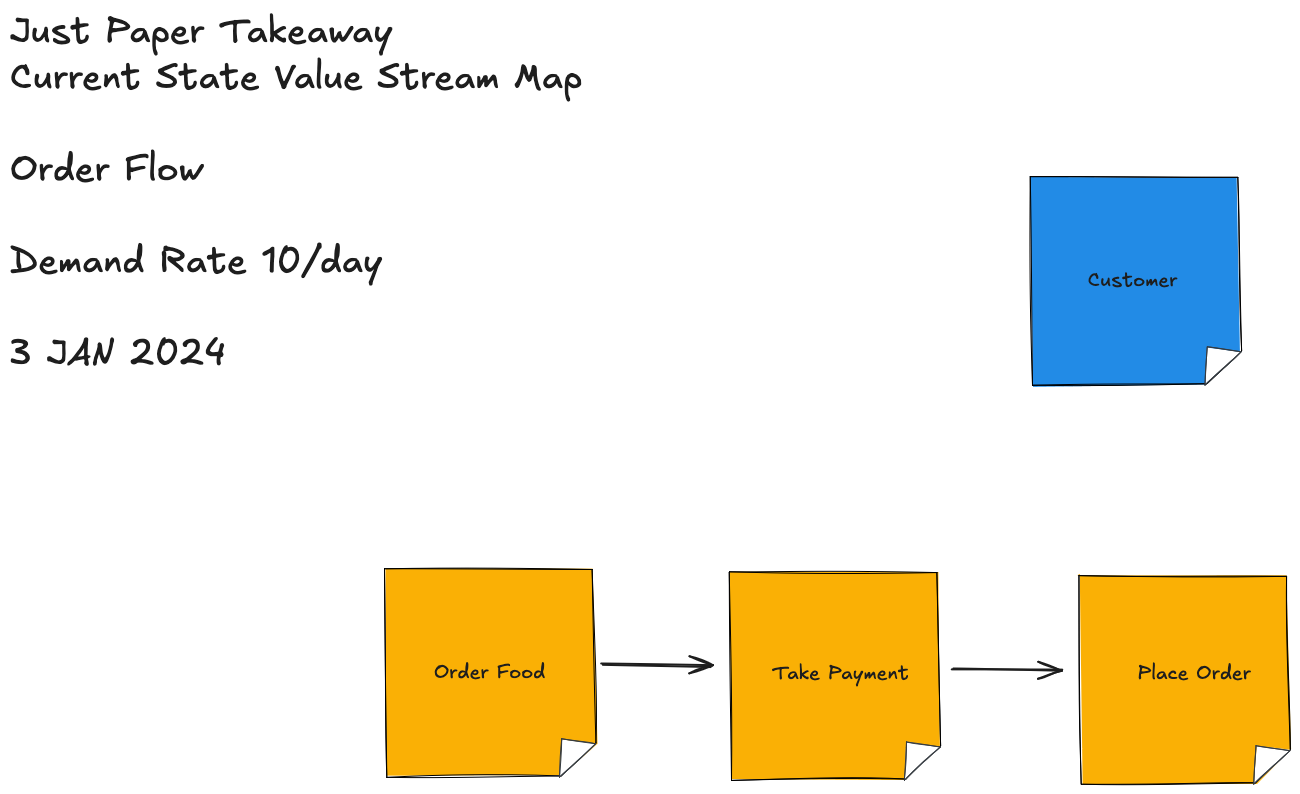 Just Paper Takeaway
Current State Value Stream Map
Order Flow
Demand Rate 10/day
3 JAN 2024
Customer
Order Food
Take Payment
Place Order